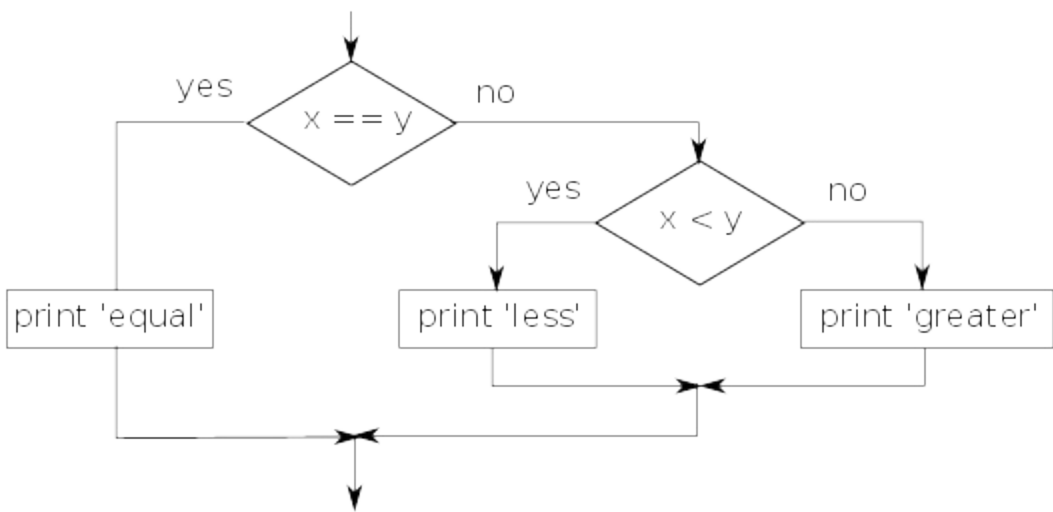 yes
no
x == y
yes
no
x < y
print 'equal'
print 'less'
print 'greater'